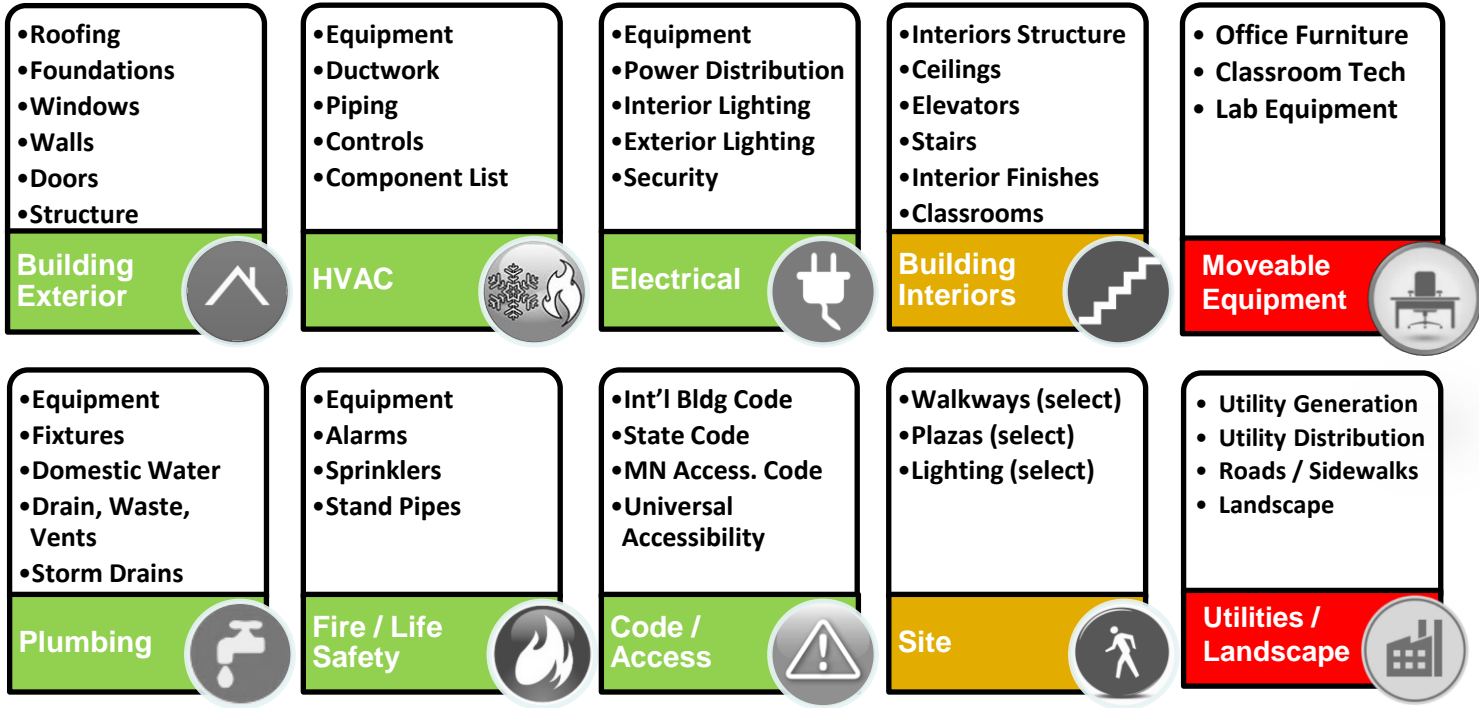 •Roofing
•Foundations
•Windows
•Walls
•Doors
•Structure
Building
Exterior
•Equipment
•Ductwork
•Piping
•Controls
•Component List
HVAC
•Equipment
•Power Distribution
•Interior Lighting
•Exterior Lighting
•Security
Electrical
•Interiors Structure
•Ceilings
•Elevators
•Stairs
•Interior Finishes
•Classrooms
Building
Interiors
• Office Furniture
• Classroom Tech
• Lab Equipment
Moveable
Equipment
•Equipment
•Fixtures
•Domestic Water
•Drain, Waste,
Vents
•Storm Drains
Plumbing
•Equipment
•Alarms
•Sprinklers
•Stand Pipes
Fire / Life
Safety
•Int'l Bldg Code
•State Code
•MN Access. Code
•Universal
Accessibility
Code /
Access
•Walkways (select)
•Plazas (select)
•Lighting (select)
Site
• Utility Generation
• Utility Distribution
• Roads / Sidewalks
• Landscape
Utilities /
Landscape